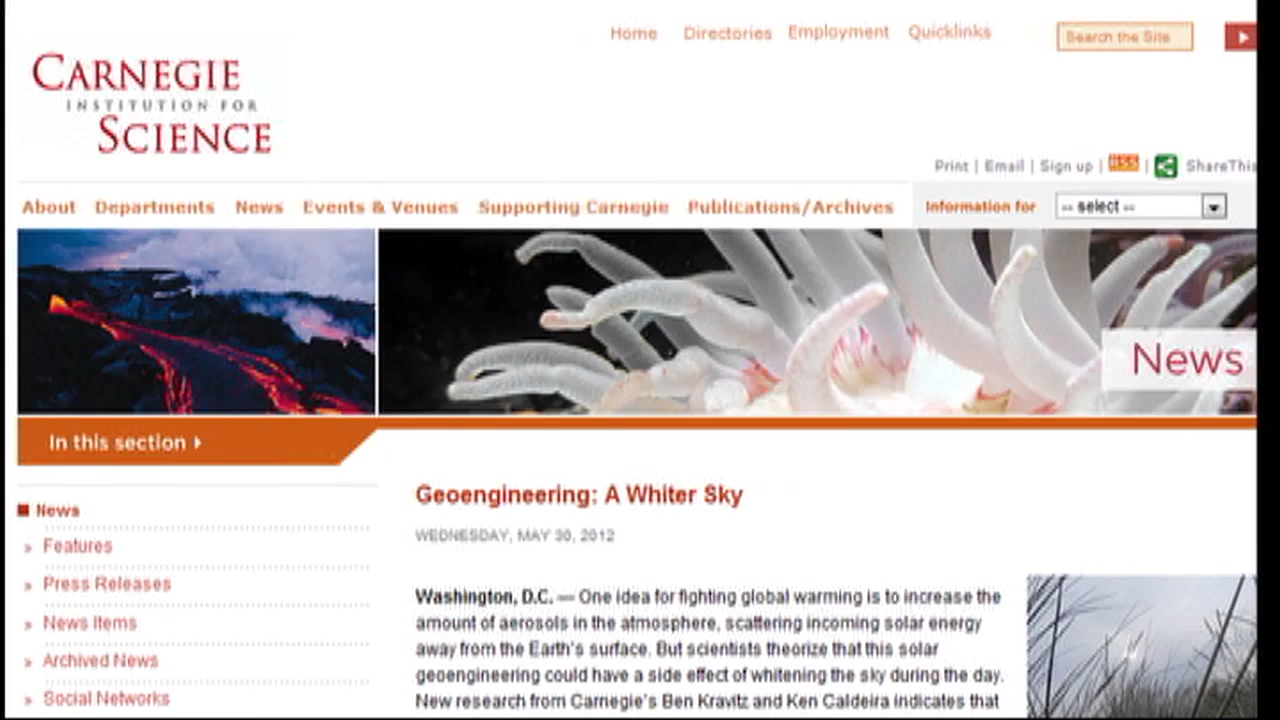 Home Directories Employment Quicklinks Search the Site
CARNEGIE
INSTITUTION FOR
SCIENCE
Print | Email | Sign up | RSS | ShareThis
About Departments News Events & Venues Supporting Carnegie Publications/Archives Information for -- select --
News
In this section
Geoengineering: A Whiter Sky
WEDNESDAY, MAY 30, 2012
News
» Features
» Press Releases
» News Items
» Archived News
» Social Networks
Washington, D.C. — One idea for fighting global warming is to increase the
amount of aerosols in the atmosphere, scattering incoming solar energy
away from the Earth's surface. But scientists theorize that this solar
geoengineering could have a side effect of whitening the sky during the day.
New research from Carnegie's Ben Kravitz and Ken Caldeira indicates that